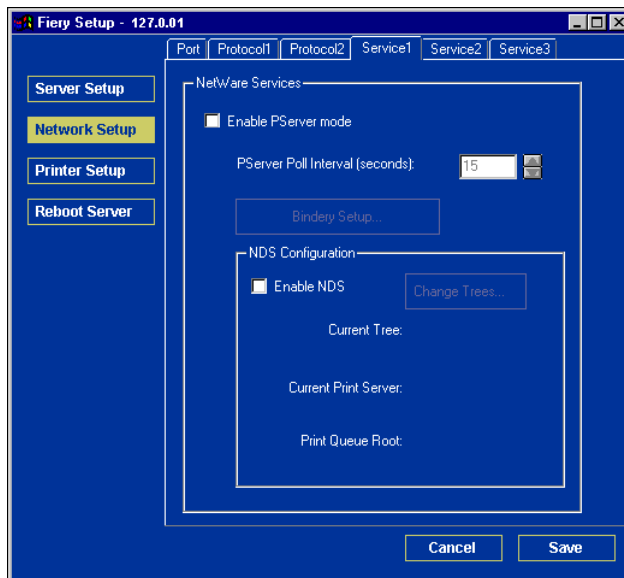 Fiery Setup - 127.0.01
Port Protocol1 Protocol2 Service1 Service2 Service3
Server Setup
Network Setup
Printer Setup
Reboot Server
NetWare Services
Enable PServer mode
PServer Poll Interval (seconds): 15
Bindery Setup...
NDS Configuration
Enable NDS Change Trees...
Current Tree:
Current Print Server:
Print Queue Root:
Cancel Save